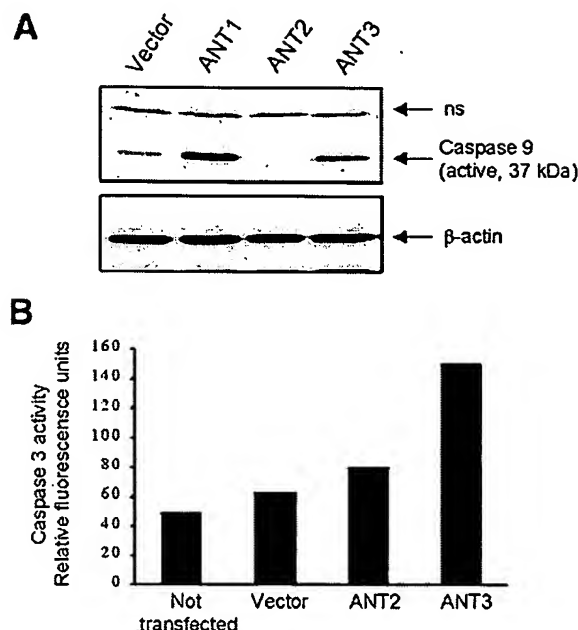 A
Vector
ANT1
ANT2
ANT3
ns
Caspase 9
(active, 37 kDa)
β-actin
B
Caspase 3 activity
Relative fluorescensce units
160
140
120
100
80
60
40
20
0
Not
transfected
Vector
ANT2
ANT3